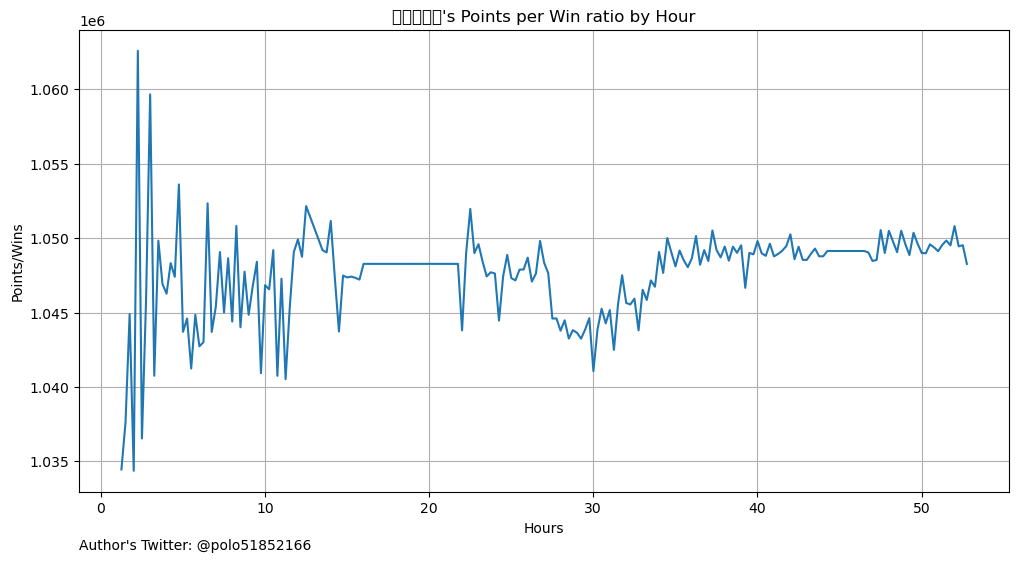 's Points per Win ratio by Hour
1e6
1.060
1.055
1.050
1.045
1.040
1.035
Points/Wins
0 10 20 30 40 50
Hours
Author's Twitter: @polo51852166